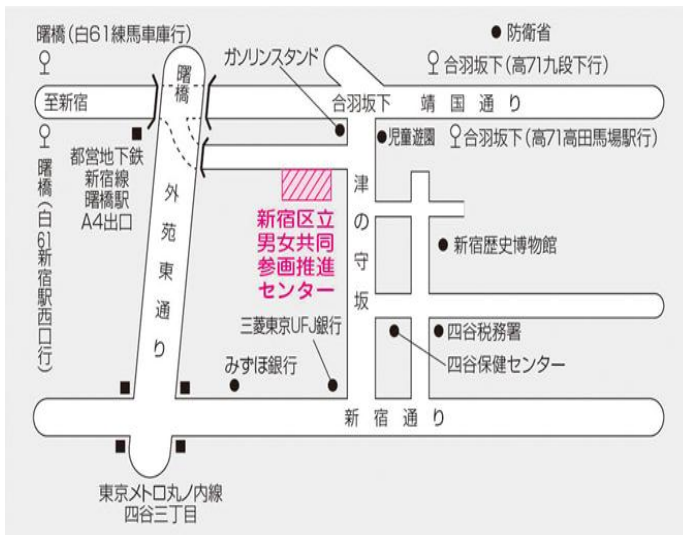 曙橋(白61練馬車庫行)
防衛省
ガソリンスタンド
合羽坂下(高71九段下行)
曙橋
至新宿
合羽坂下
靖国通り
児童遊園
合羽坂下(高71高田馬場駅行)
都営地下鉄
新宿線
曙橋駅
A4出口
曙橋(白61新宿駅西口行)
外苑東通り
津の守坂
新宿区立
男女共同
参画推進
センター
新宿歴史博物館
三菱東京UFJ銀行
四谷税務署
みずほ銀行
四谷保健センター
新宿通り
東京メトロ丸ノ内線
四谷三丁目